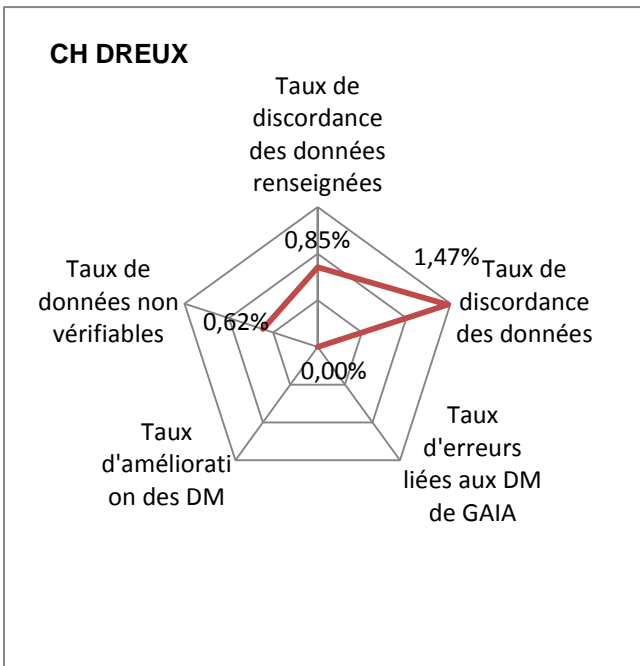 CH DREUX
Taux de
discordance
des données
renseignées
0,85%
1,47%
Taux de
discordance
des données
Taux de
données non
vérifiables
0,62%
0,00%
Taux
d'erreurs
liées aux DM
de GAIA
Taux
d'améliorati
on des DM